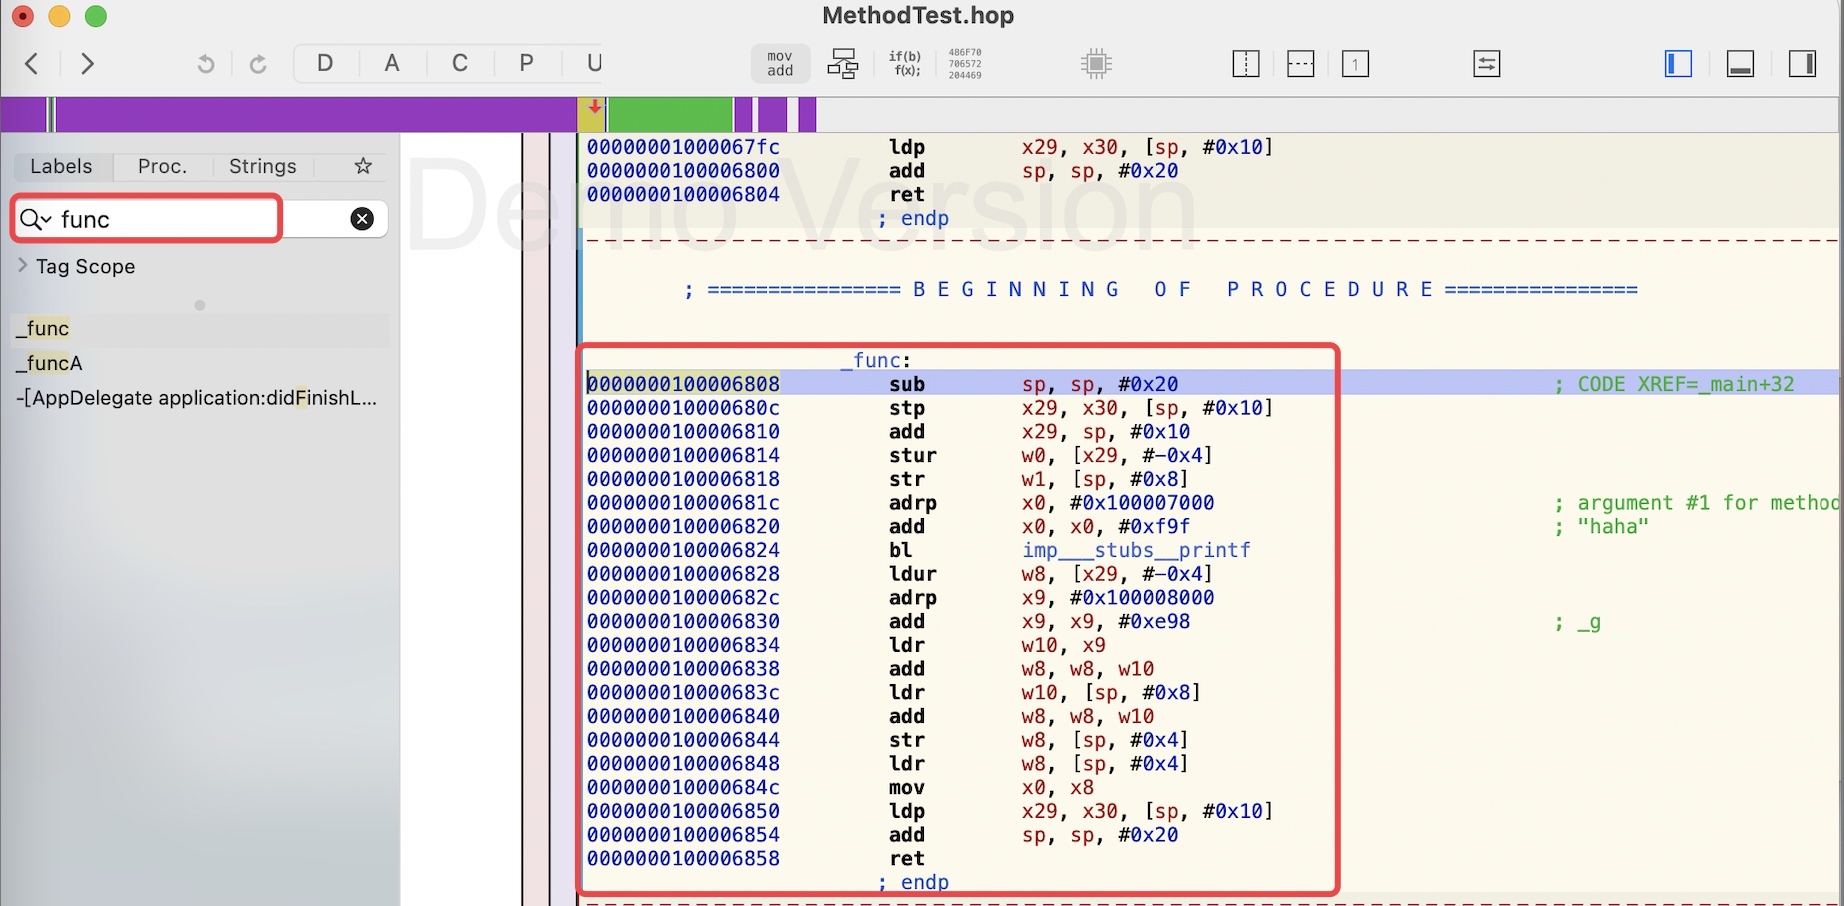 MethodTest.hop
D A C P U
mov
add
if(b)
f(x);
486F70
706572
204469
1
Labels Proc. Strings
func
Tag Scope
_func
_funcA
-[AppDelegate application:didFinishL...
Demo Version
00000001000067fc ldp x29, x30, [sp, #0x10]
0000000100006800 add sp, sp, #0x20
0000000100006804 ret
; endp
; ================ B E G I N N I N G   O F   P R O C E D U R E ================
_func:
0000000100006808 sub sp, sp, #0x20 ; CODE XREF=_main+32
000000010000680c stp x29, x30, [sp, #0x10]
0000000100006810 add x29, sp, #0x10
0000000100006814 stur w0, [x29, #-0x4]
0000000100006818 str w1, [sp, #0x8]
000000010000681c adrp x0, #0x100007000 ; argument #1 for method
0000000100006820 add x0, x0, #0xf9f ; "haha"
0000000100006824 bl imp___stubs__printf
0000000100006828 ldur w8, [x29, #-0x4]
000000010000682c adrp x9, #0x100008000
0000000100006830 add x9, x9, #0xe98 ; _g
0000000100006834 ldr w10, x9
0000000100006838 add w8, w8, w10
000000010000683c ldr w10, [sp, #0x8]
0000000100006840 add w8, w8, w10
0000000100006844 str w8, [sp, #0x4]
0000000100006848 ldr w8, [sp, #0x4]
000000010000684c mov x0, x8
0000000100006850 ldp x29, x30, [sp, #0x10]
0000000100006854 add sp, sp, #0x20
0000000100006858 ret
; endp